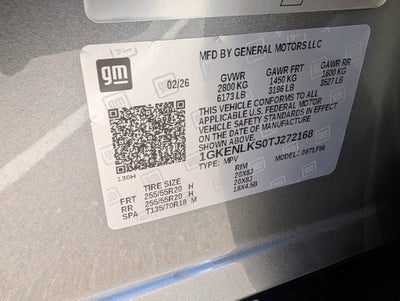 gm
02/26
MFD BY GENERAL MOTORS LLC
GVWR GAWR FRT GAWR RR
2800 KG 1450 KG 1600 KG
6173 LB 3196 LB 3527 LB
THIS VEHICLE CONFORMS TO ALL
APPLICABLE U.S. FEDERAL MOTOR
VEHICLE SAFETY STANDARDS IN EFFECT
ON THE DATE OF MANUFACTURE
SHOWN ABOVE.
1GKENLKS0TJ272168
TYPE: MPV MODEL:
130H
TIRE SIZE RIM
FRT 255/55R20 H 20X8J
RR 255/55R20 H 20X8J
SPA T135/70R18 M 18X4.5B